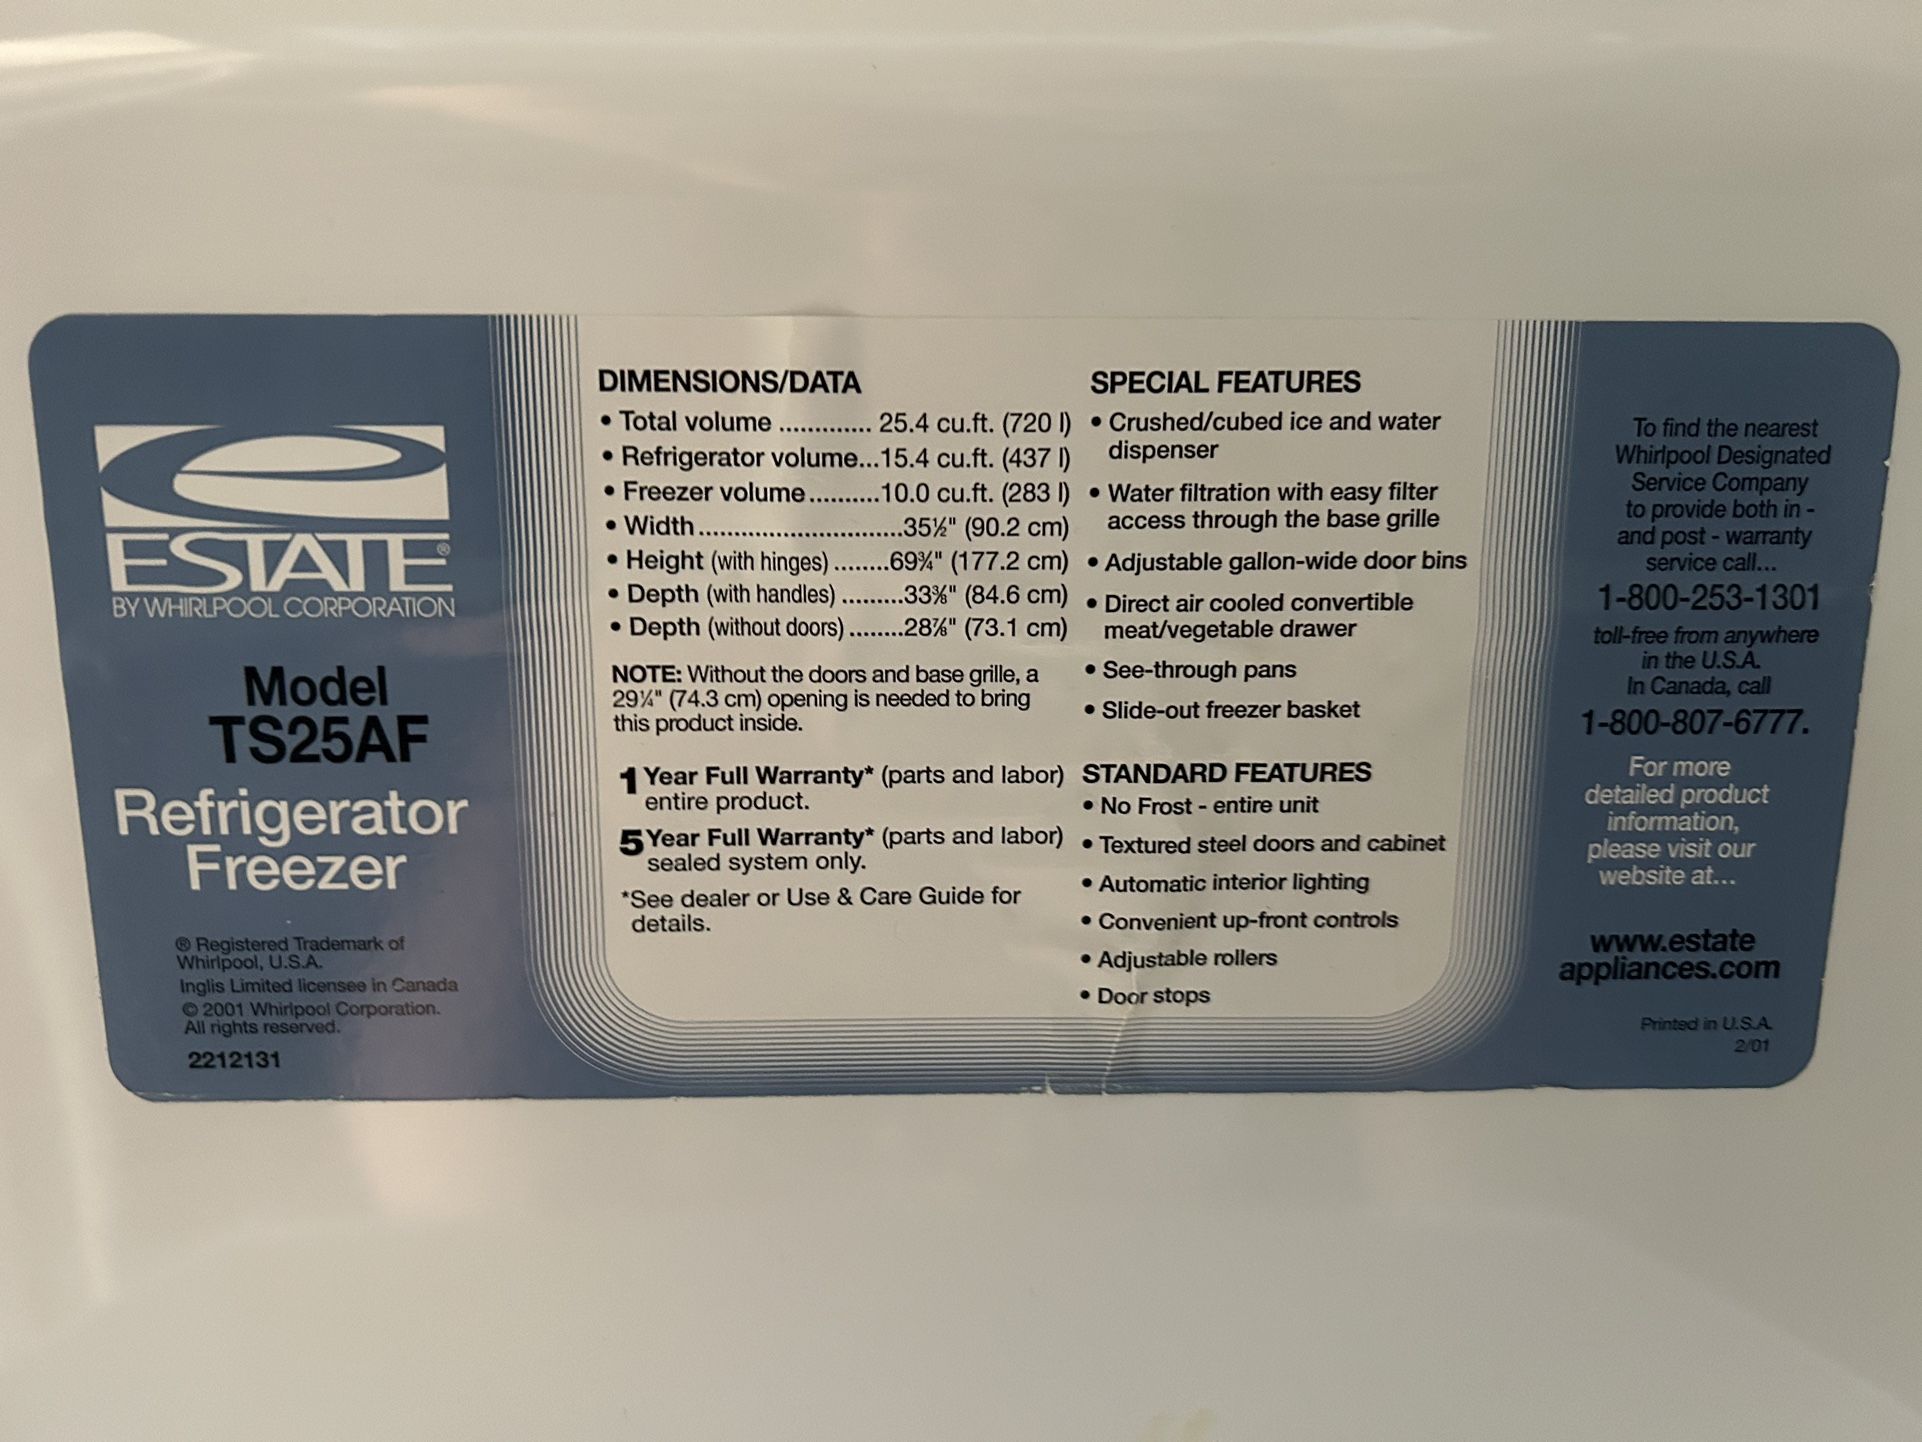 ESTATE®
BY WHIRLPOOL CORPORATION
Model
TS25AF
Refrigerator
Freezer
® Registered Trademark of
Whirlpool, U.S.A.
Inglis Limited licensee in Canada
© 2001 Whirlpool Corporation.
All rights reserved.
2212131
DIMENSIONS/DATA
• Total volume ............. 25.4 cu.ft. (720 l)
• Refrigerator volume...15.4 cu.ft. (437 l)
• Freezer volume..........10.0 cu.ft. (283 l)
• Width.............................35½" (90.2 cm)
• Height (with hinges) ........69¾" (177.2 cm)
• Depth (with handles) .........33⅜" (84.6 cm)
• Depth (without doors) ........28⅞" (73.1 cm)
NOTE: Without the doors and base grille, a
29¼" (74.3 cm) opening is needed to bring
this product inside.
1 Year Full Warranty* (parts and labor)
entire product.
5 Year Full Warranty* (parts and labor)
sealed system only.
*See dealer or Use & Care Guide for
details.
SPECIAL FEATURES
• Crushed/cubed ice and water
dispenser
• Water filtration with easy filter
access through the base grille
• Adjustable gallon-wide door bins
• Direct air cooled convertible
meat/vegetable drawer
• See-through pans
• Slide-out freezer basket
STANDARD FEATURES
• No Frost - entire unit
• Textured steel doors and cabinet
• Automatic interior lighting
• Convenient up-front controls
• Adjustable rollers
• Door stops
To find the nearest
Whirlpool Designated
Service Company
to provide both in -
and post - warranty
service call...
1-800-253-1301
toll-free from anywhere
in the U.S.A.
In Canada, call
1-800-807-6777.
For more
detailed product
information,
please visit our
website at...
www.estate
appliances.com
Printed in U.S.A.
2/01